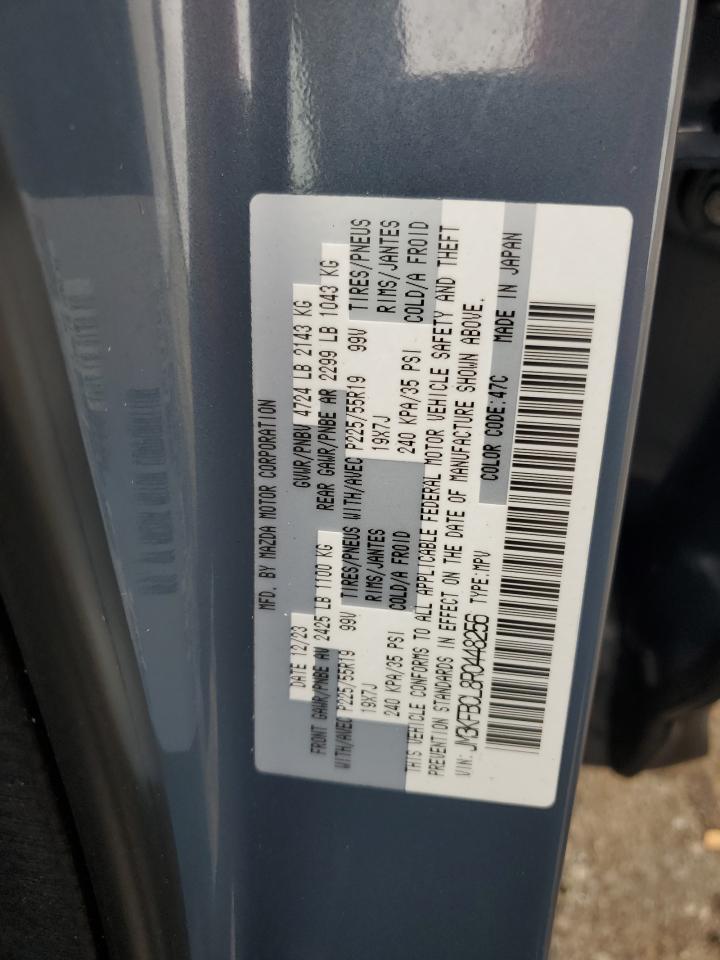 MFD. BY MAZDA MOTOR CORPORATION
DATE 12/23 GVWR/PNBV 4724 LB 2143 KG
FRONT GAWR/PNBE AV 2425 LB 1100 KG REAR GAWR/PNBE AR 2299 LB 1043 KG
WITH/AVEC P225/55R19 99V TIRES/PNEUS WITH/AVEC P225/55R19 99V TIRES/PNEUS
19X7J RIMS/JANTES 19X7J RIMS/JANTES
240 KPA/35 PSI COLD/A FROID 240 KPA/35 PSI COLD/A FROID
THIS VEHICLE CONFORMS TO ALL APPLICABLE FEDERAL MOTOR VEHICLE SAFETY AND THEFT
PREVENTION STANDARDS IN EFFECT ON THE DATE OF MANUFACTURE SHOWN ABOVE.
VIN: JM3KFBCL8R0448256 TYPE:MPV COLOR CODE:47C MADE IN JAPAN